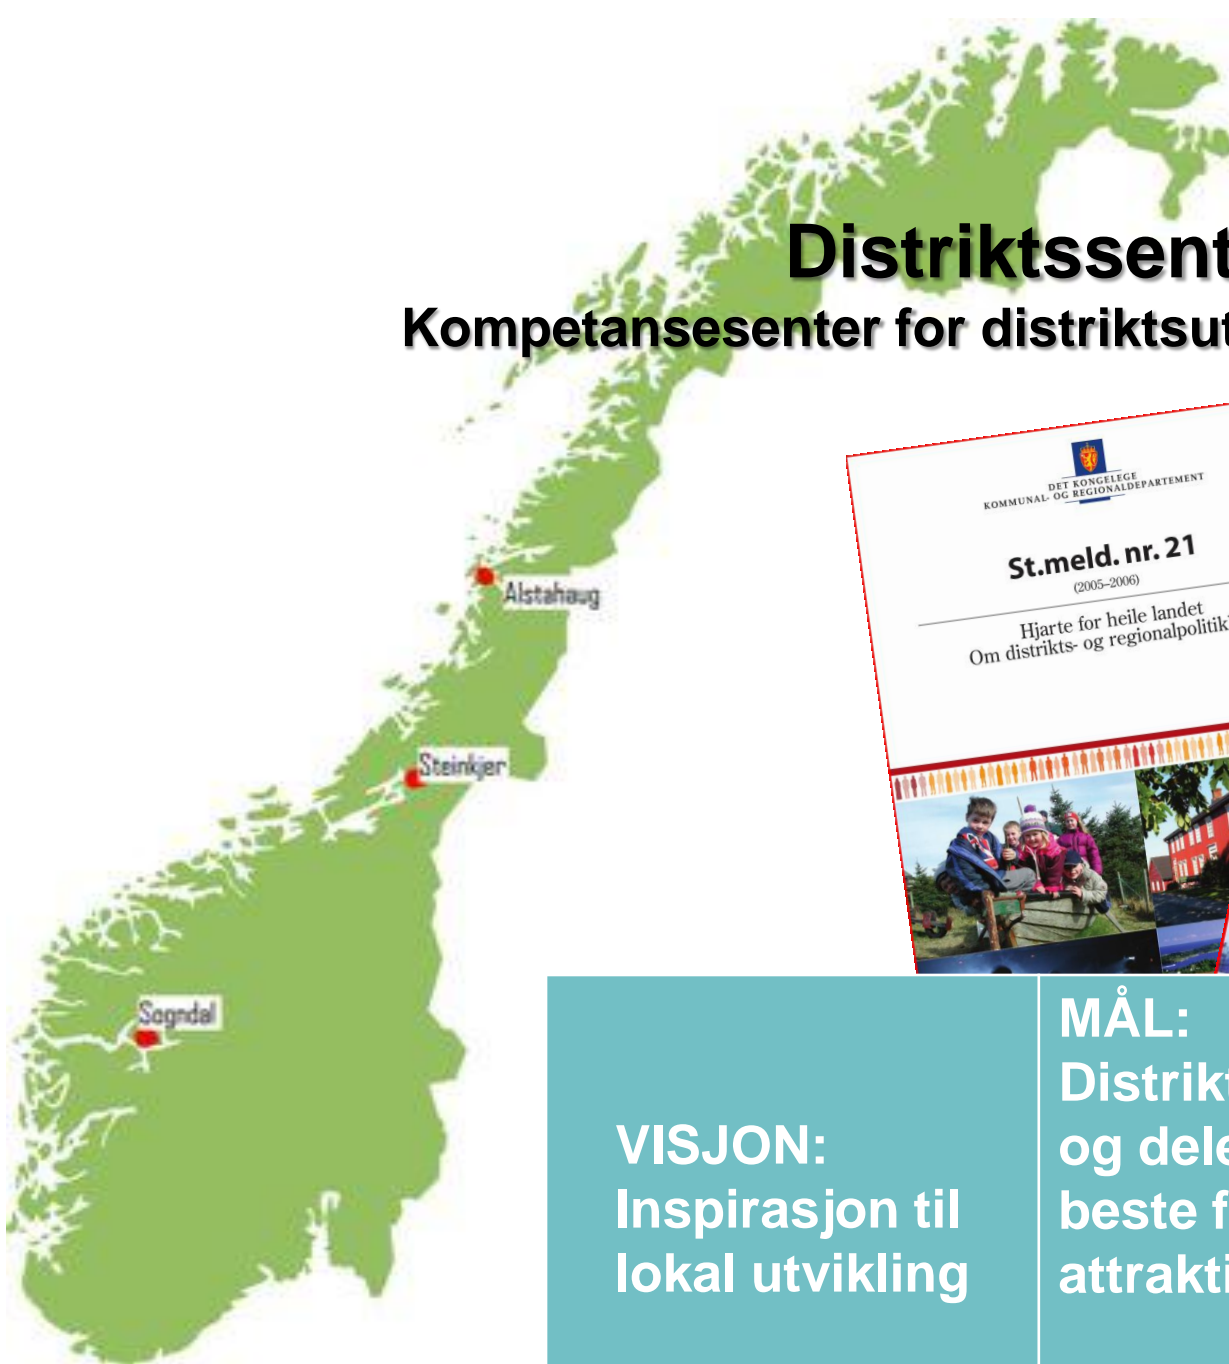 Distriktssent
Kompetansesenter for distriktsut
DET KONGELEGE
KOMMUNAL- OG REGIONALDEPARTEMENT
St.meld. nr. 21
(2005–2006)
Hjarte for heile landet
Om distrikts- og regionalpolitik
Alstahaug
Steinkjer
Sogndal
VISJON:
Inspirasjon til
lokal utvikling
MÅL:
Distrikt
og dele
beste f
attrakti